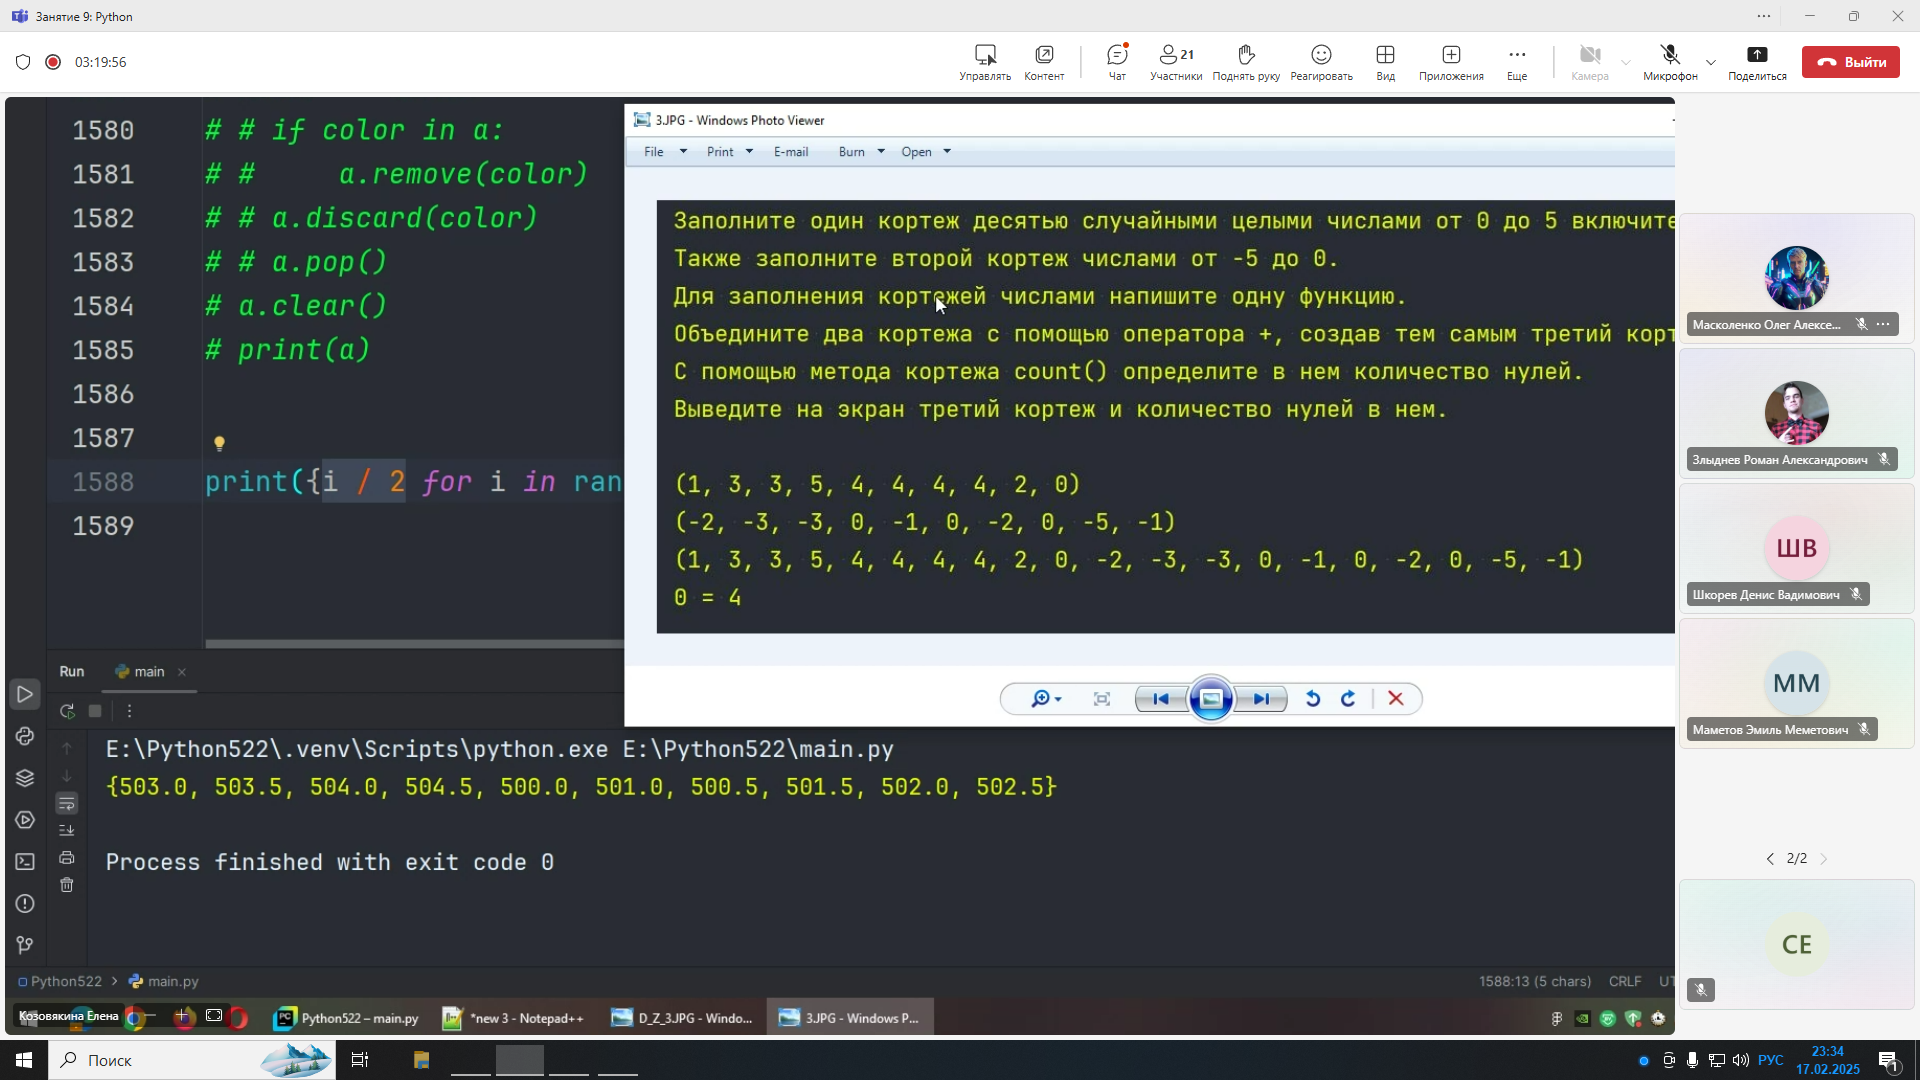 Занятие 9: Python
03:19:56
Управлять
Контент
Чат
21
Участники
Поднять руку
Реагировать
Вид
Приложения
Еще
Камера
Микрофон
Поделиться
Выйти
1580 # # if color in a:
1581 # #     a.remove(color)
1582 # # a.discard(color)
1583 # # a.pop()
1584 # a.clear()
1585 # print(a)
1586
1587
1588 print({i / 2 for i in ran
1589
3.JPG - Windows Photo Viewer
File Print E-mail Burn Open
Заполните один кортеж десятью случайными целыми числами от 0 до 5 включите
Также заполните второй кортеж числами от -5 до 0.
Для заполнения кортежей числами напишите одну функцию.
Объедините два кортежа с помощью оператора +, создав тем самым третий корт
С помощью метода кортежа count() определите в нем количество нулей.
Выведите на экран третий кортеж и количество нулей в нем.
(1, 3, 3, 5, 4, 4, 4, 4, 2, 0)
(-2, -3, -3, 0, -1, 0, -2, 0, -5, -1)
(1, 3, 3, 5, 4, 4, 4, 4, 2, 0, -2, -3, -3, 0, -1, 0, -2, 0, -5, -1)
0 = 4
Run main
E:\Python522\.venv\Scripts\python.exe E:\Python522\main.py
{503.0, 503.5, 504.0, 504.5, 500.0, 501.0, 500.5, 501.5, 502.0, 502.5}
Process finished with exit code 0
Python522 > main.py
1588:13 (5 chars) CRLF UT
Козовякина Елена
Python522 – main.py
*new 3 - Notepad++
D_Z_3.JPG - Windo...
3.JPG - Windows P...
Масколенко Олег Алексе...
Злыднев Роман Александрович
ШВ
Шкорев Денис Вадимович
ММ
Маметов Эмиль Меметович
2/2
СЕ
Поиск
РУС
23:34
17.02.2025
1